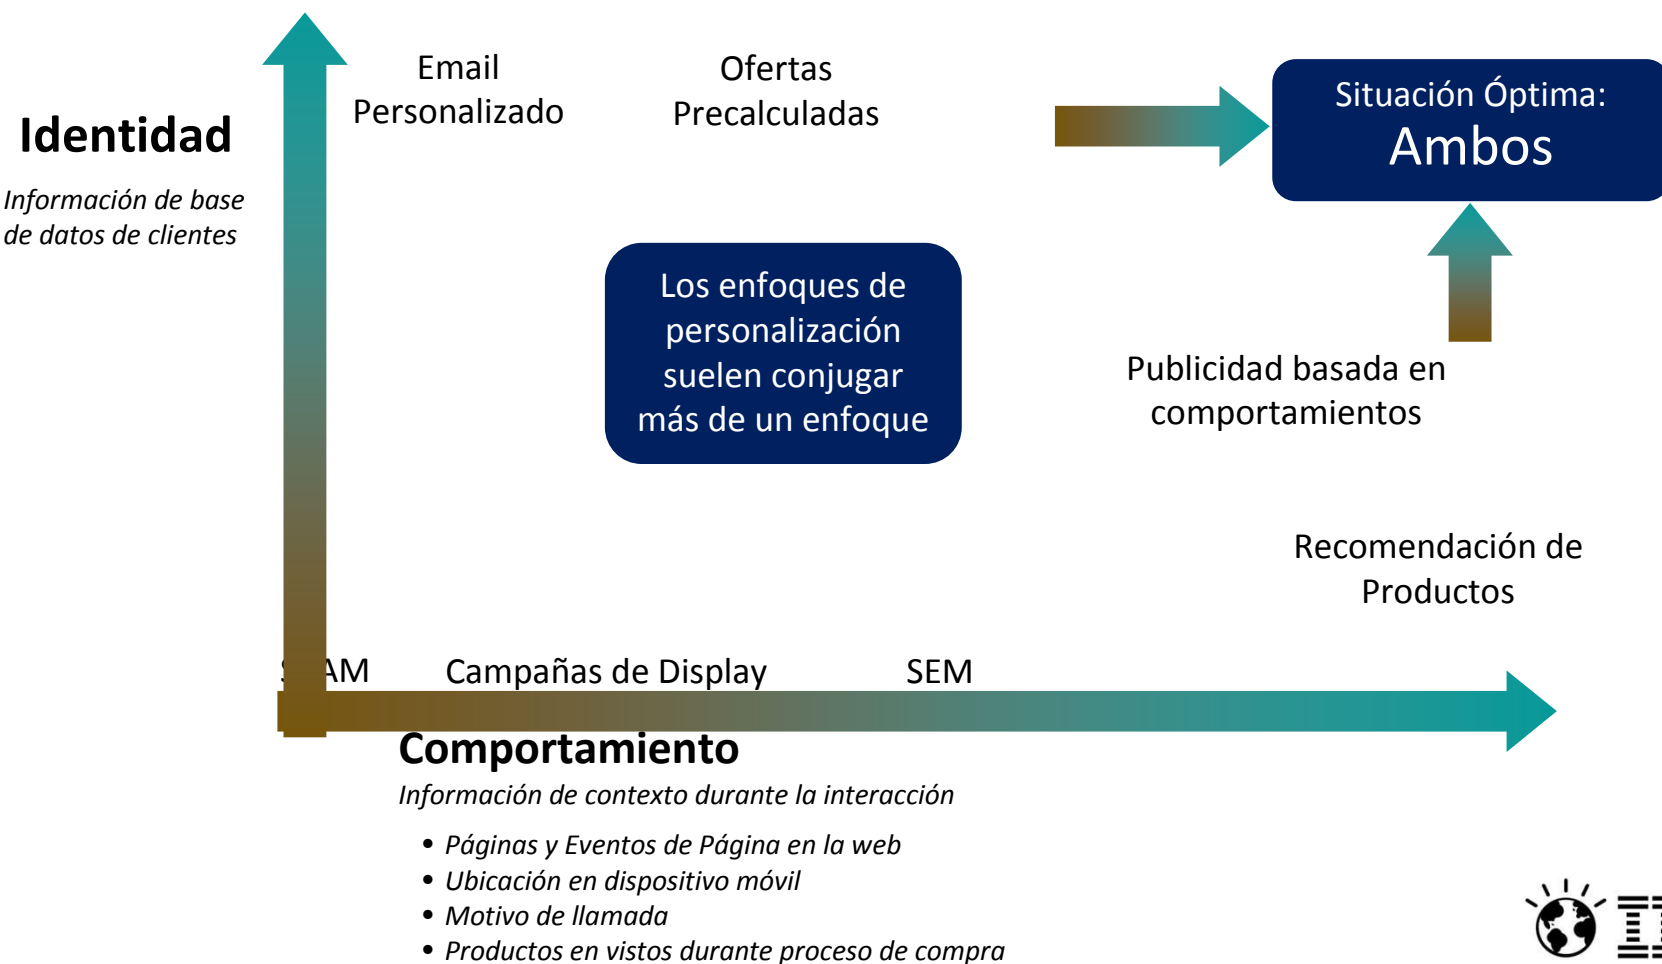 Email
Personalizado
Ofertas
Precalculadas
Situación Óptima:
Ambos
Identidad
Información de base
de datos de clientes
Los enfoques de
personalización
suelen conjugar
más de un enfoque
Publicidad basada en
comportamientos
Recomendación de
Productos
Campañas de Display
SEM
Comportamiento
Información de contexto durante la interacción
• Páginas y Eventos de Página en la web
• Ubicación en dispositivo móvil
• Motivo de llamada
• Productos en vistos durante proceso de compra